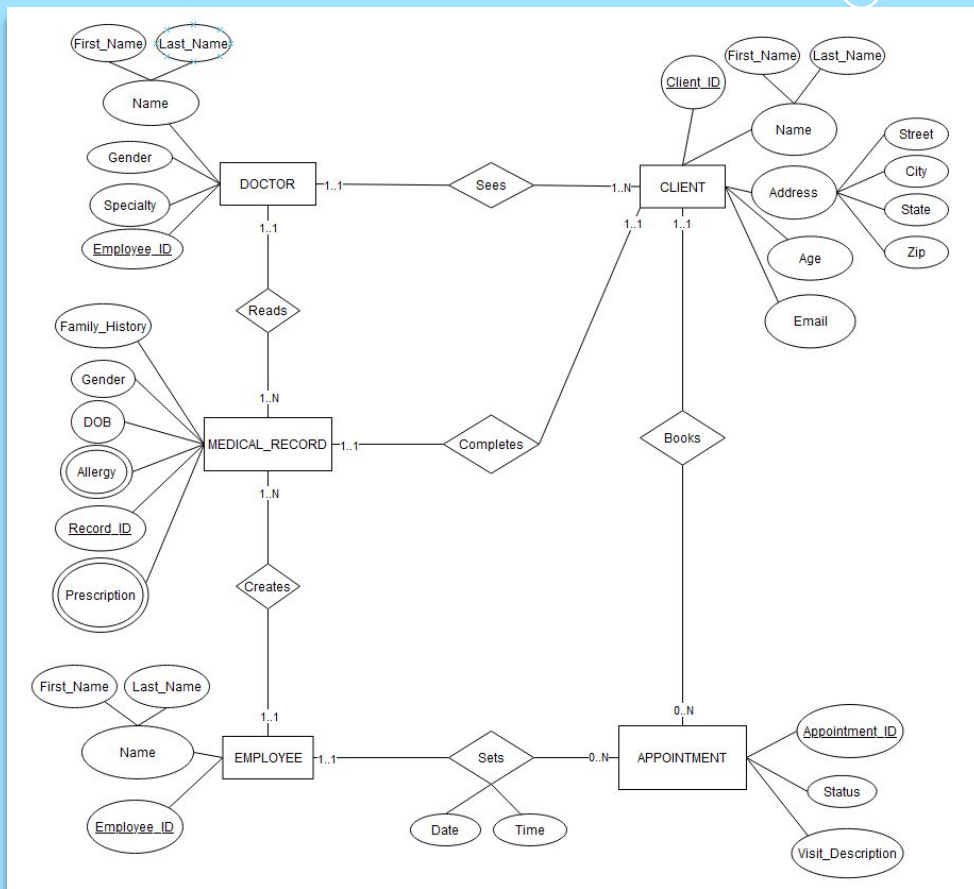 First_Name
Last_Name
Name
Gender
Specialty
Employee_ID
DOCTOR
1..1
Sees
1..N
CLIENT
Client_ID
First_Name
Last_Name
Name
Address
Street
City
State
Zip
Age
Email
1..1
1..1
1..1
Reads
1..N
Family_History
Gender
DOB
Allergy
Record_ID
Prescription
MEDICAL_RECORD
1..1
Completes
Books
1..N
Creates
1..1
0..N
First_Name
Last_Name
Name
Employee_ID
EMPLOYEE
1..1
Sets
Date
Time
0..N
APPOINTMENT
Appointment_ID
Status
Visit_Description